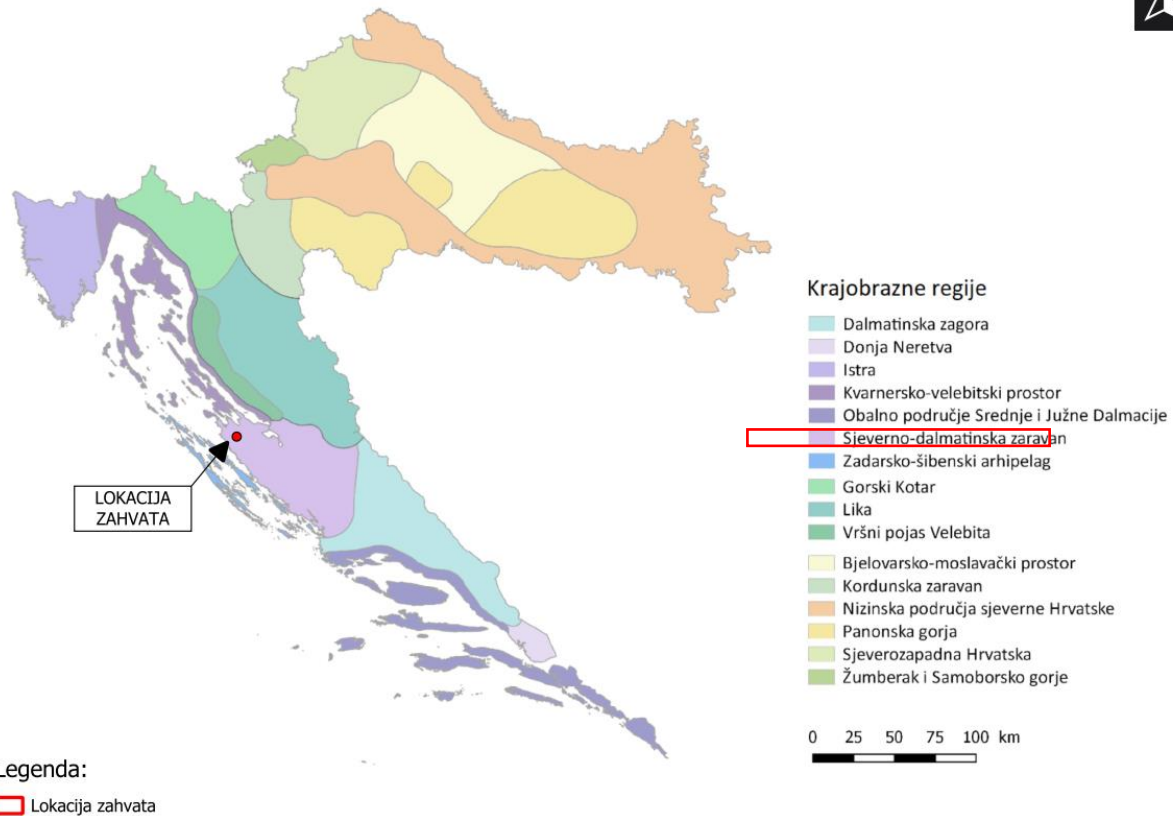 Krajobrazne regije
Dalmatinska zagora
Donja Neretva
Istra
Kvarnersko-velebitski prostor
Obalno područje Srednje i Južne Dalmacije
Sjeverno-dalmatinska zaravan
Zadarsko-šibenski arhipelag
Gorski Kotar
Lika
Vršni pojas Velebita
Bjelovarsko-moslavački prostor
Kordunska zaravan
Nizinska područja sjeverne Hrvatske
Panonska gorja
Sjeverozapadna Hrvatska
Žumberak i Samoborsko gorje
LOKACIJA
ZAHVATA
0 25 50 75 100 km
Legenda:
Lokacija zahvata